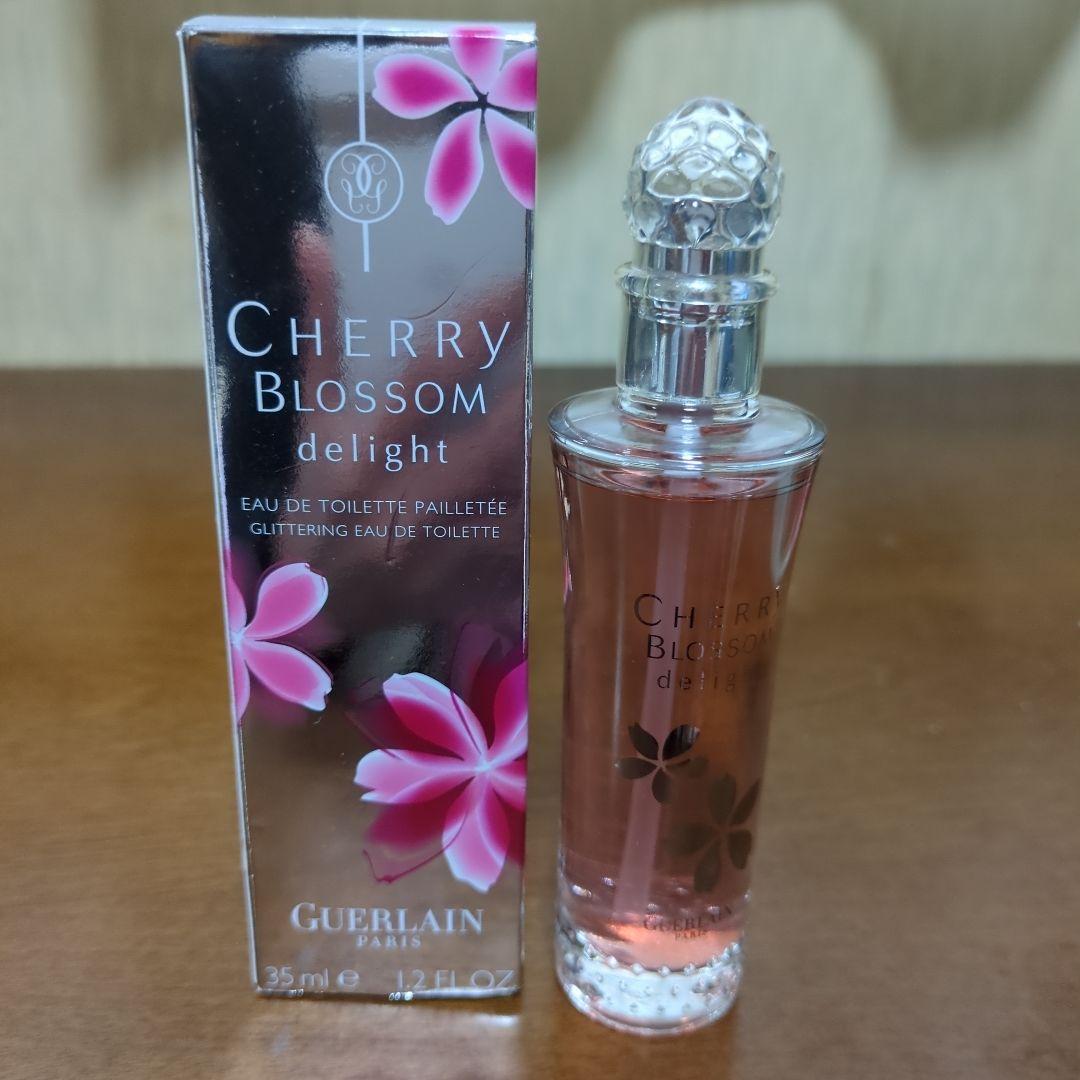 CHERRY
BLOSSOM
delight
EAU DE TOILETTE PAILLETÉE
GLITTERING EAU DE TOILETTE
GUERLAIN
PARIS
35 ml e 1.2 FL OZ
CHERRY
BLOSSOM
delight
GUERLAIN
PARIS